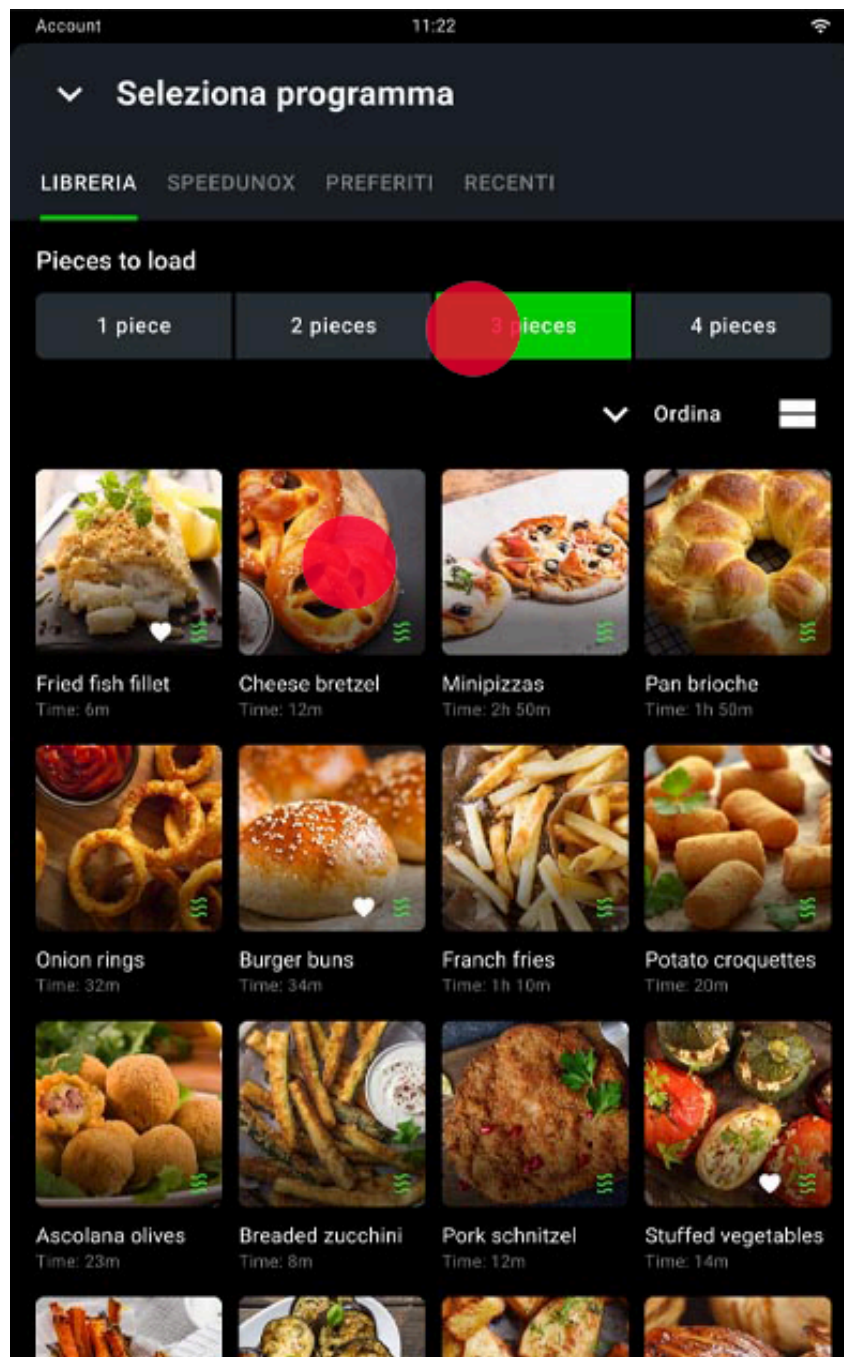 Account 11:22
Seleziona programma
LIBRERIA SPEEDUNOX PREFERITI RECENTI
Pieces to load
1 piece 2 pieces 3 pieces 4 pieces
Ordina
Fried fish fillet Cheese bretzel Minipizzas Pan brioche
Time: 6m Time: 12m Time: 2h 50m Time: 1h 50m
Onion rings Burger buns Franch fries Potato croquettes
Time: 32m Time: 34m Time: 1h 10m Time: 20m
Ascolana olives Breaded zucchini Pork schnitzel Stuffed vegetables
Time: 23m Time: 8m Time: 12m Time: 14m